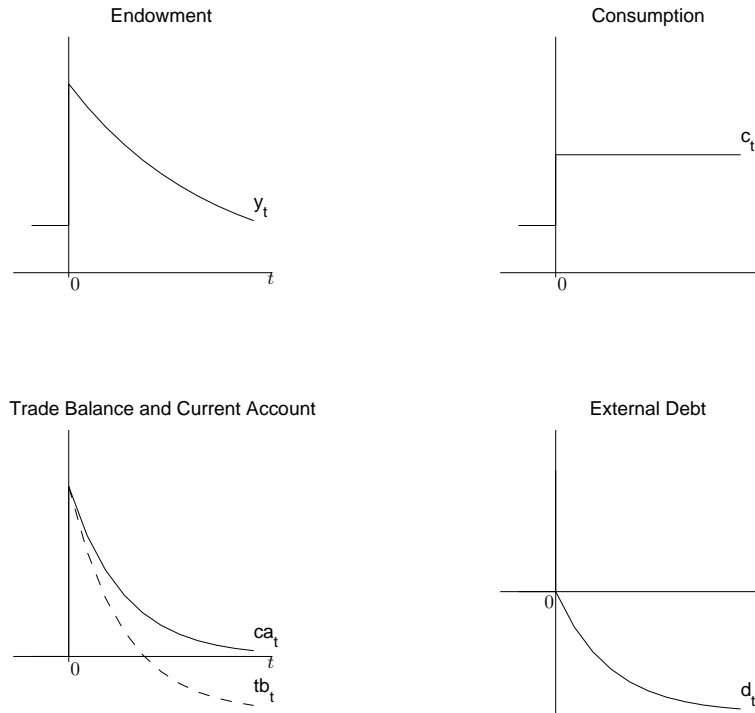 Endowment
y_t
0
t
Consumption
c_t
0
Trade Balance and Current Account
ca_t
0
t
tb_t
External Debt
0
d_t